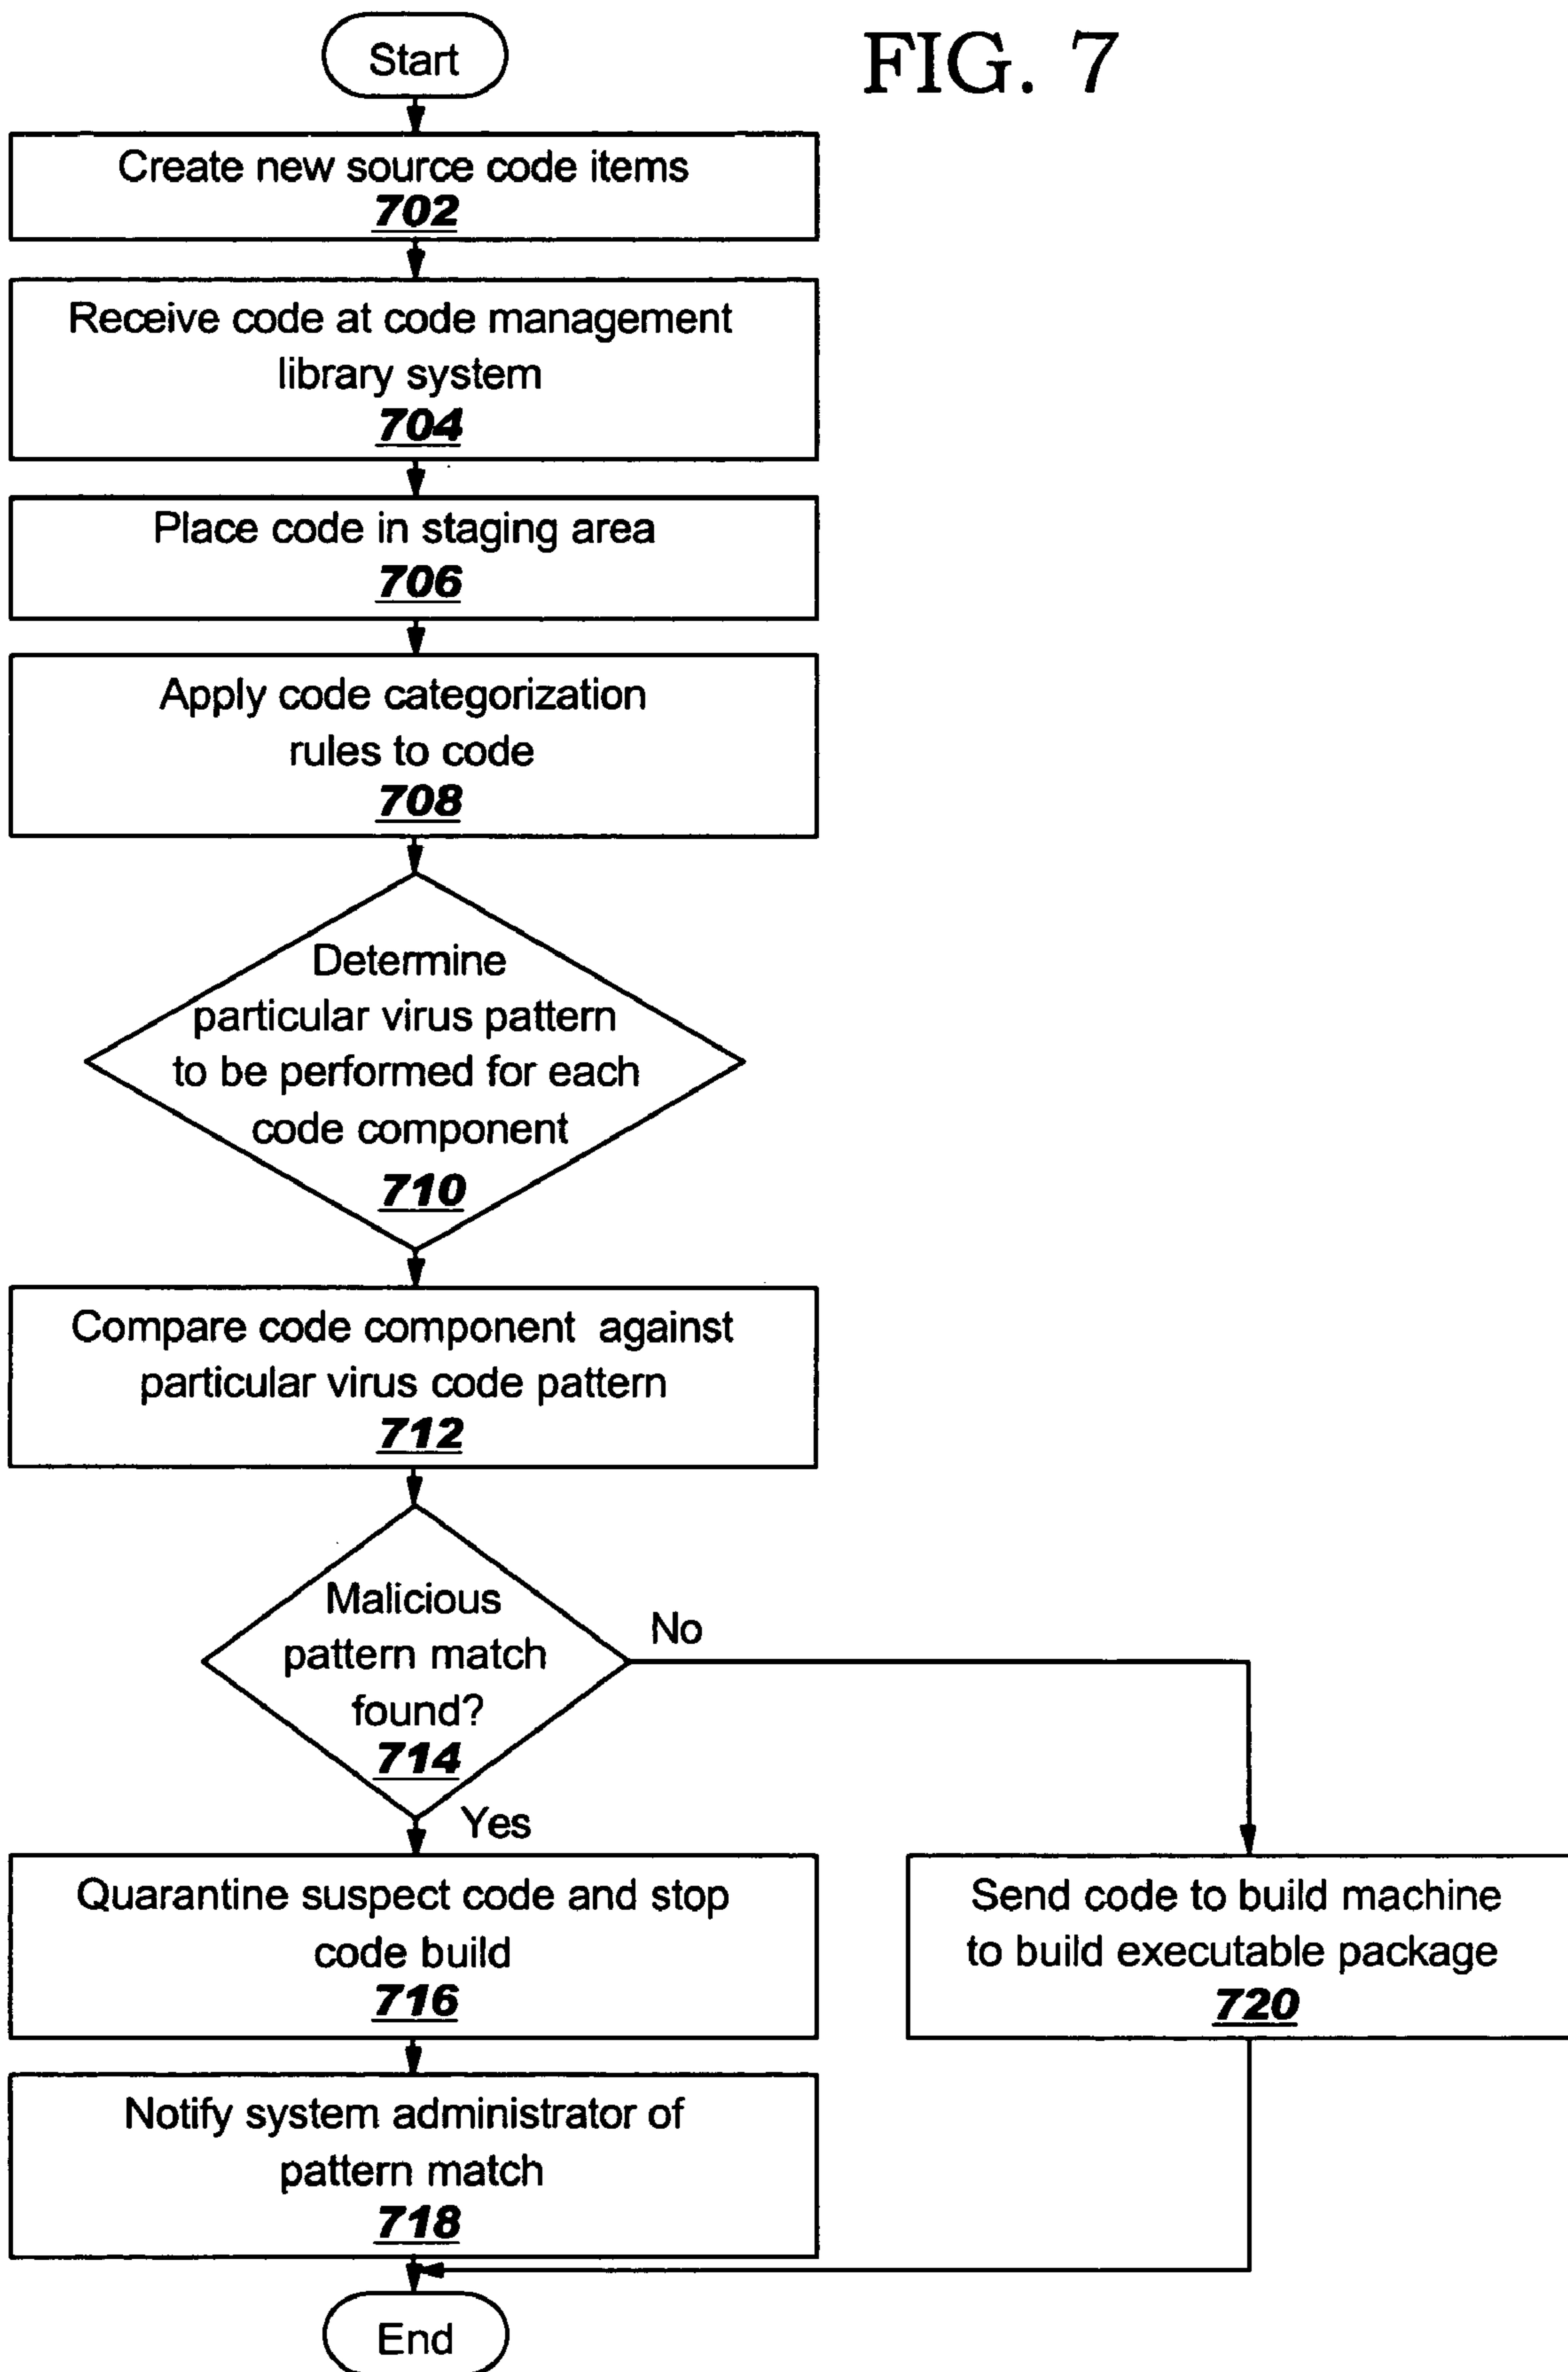 FIG. 7
Start
Create new source code items
702
Receive code at code management
library system
704
Place code in staging area
706
Apply code categorization
rules to code
708
Determine
particular virus pattern
to be performed for each
code component
710
Compare code component against
particular virus code pattern
712
Malicious
pattern match
found?
714
No
Yes
Quarantine suspect code and stop
code build
716
Send code to build machine
to build executable package
720
Notify system administrator of
pattern match
718
End